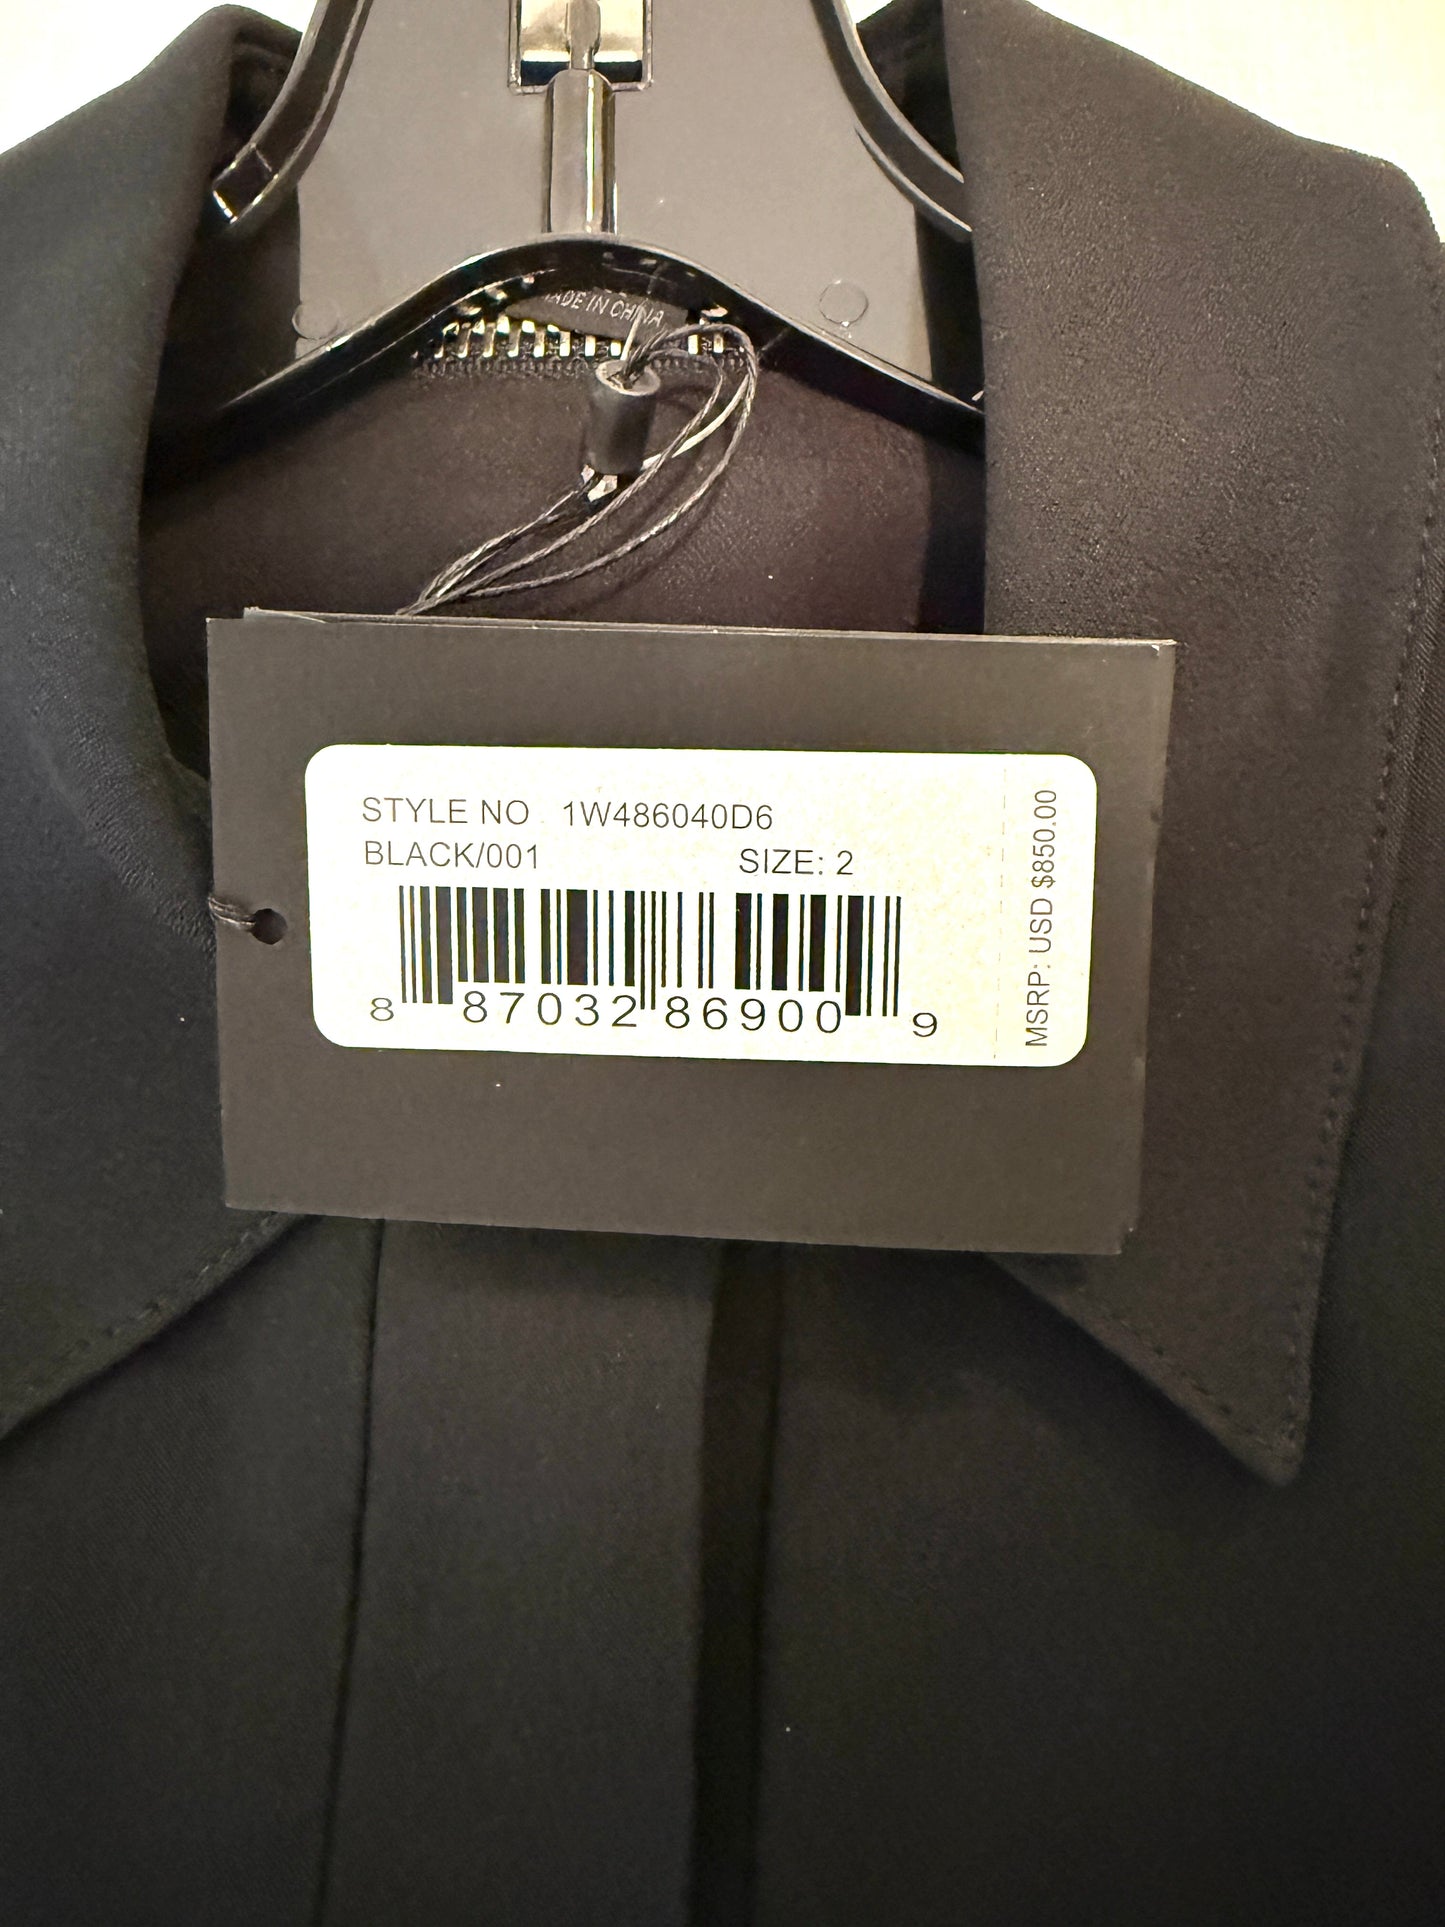 MADE IN CHINA
STYLE NO 1W486040D6
BLACK/001 SIZE: 2
8 87032 86900 9
MSRP: USD $850.00